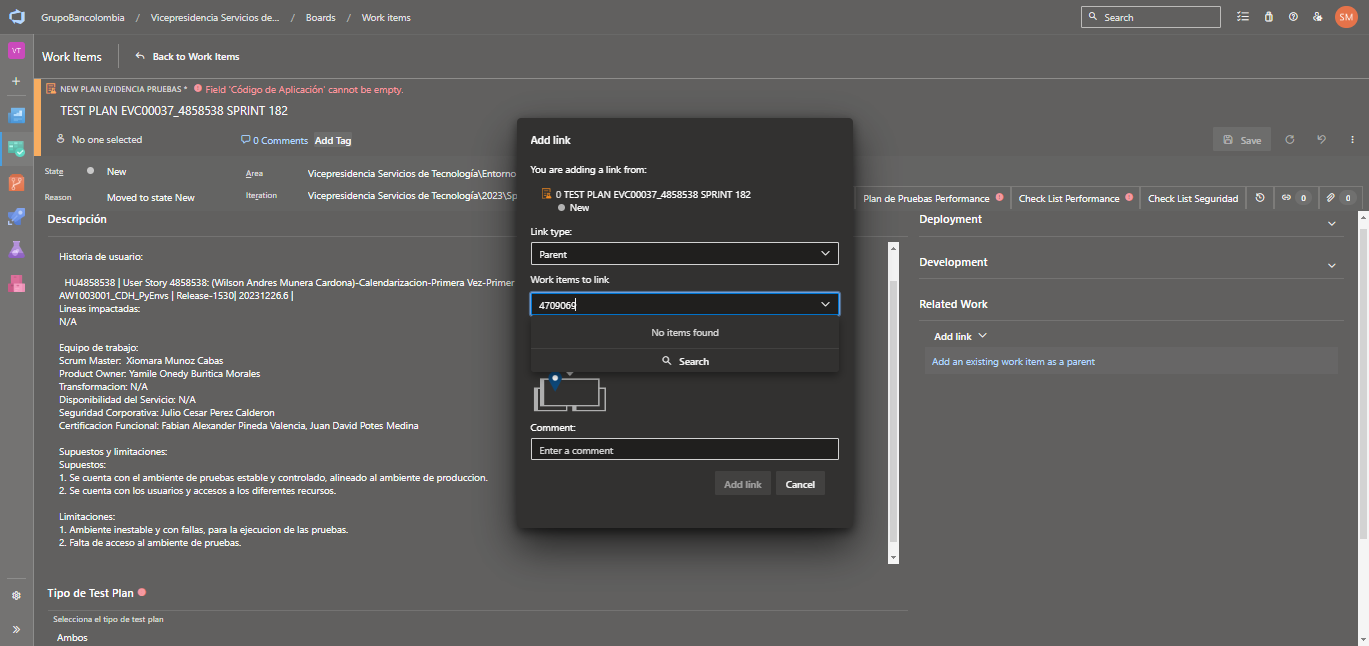 GrupoBancolombia / Vicepresidencia Servicios de... / Boards / Work items
Search
SM
VT
Work Items
Back to Work Items
NEW PLAN EVIDENCIA PRUEBAS * Field 'Código de Aplicación' cannot be empty.
TEST PLAN EVC00037_4858538 SPRINT 182
No one selected
0 Comments
Add Tag
Save
State
New
Area
Vicepresidencia Servicios de Tecnología\Entorno
Reason
Moved to state New
Iteration
Vicepresidencia Servicios de Tecnología\2023\Sp
Plan de Pruebas Performance
Check List Performance
Check List Seguridad
0
0
Descripción
Historia de usuario:
HU4858538 | User Story 4858538: (Wilson Andres Munera Cardona)-Calendarizacion-Primera Vez-Primer
AW1003001_CDH_PyEnvs | Release-1530| 20231226.6 |
Lineas impactadas:
N/A
Equipo de trabajo:
Scrum Master: Xiomara Munoz Cabas
Product Owner: Yamile Onedy Buritica Morales
Transformacion: N/A
Disponibilidad del Servicio: N/A
Seguridad Corporativa: Julio Cesar Perez Calderon
Certificacion Funcional: Fabian Alexander Pineda Valencia, Juan David Potes Medina
Supuestos y limitaciones:
Supuestos:
1. Se cuenta con el ambiente de pruebas estable y controlado, alineado al ambiente de produccion.
2. Se cuenta con los usuarios y accesos a los diferentes recursos.
Limitaciones:
1. Ambiente inestable y con fallas, para la ejecucion de las pruebas.
2. Falta de acceso al ambiente de pruebas.
Tipo de Test Plan
Selecciona el tipo de test plan
Ambos
Add link
You are adding a link from:
0 TEST PLAN EVC00037_4858538 SPRINT 182
New
Link type:
Parent
Work items to link
4709069
No items found
Search
Comment:
Enter a comment
Add link
Cancel
Deployment
Development
Related Work
Add link
Add an existing work item as a parent